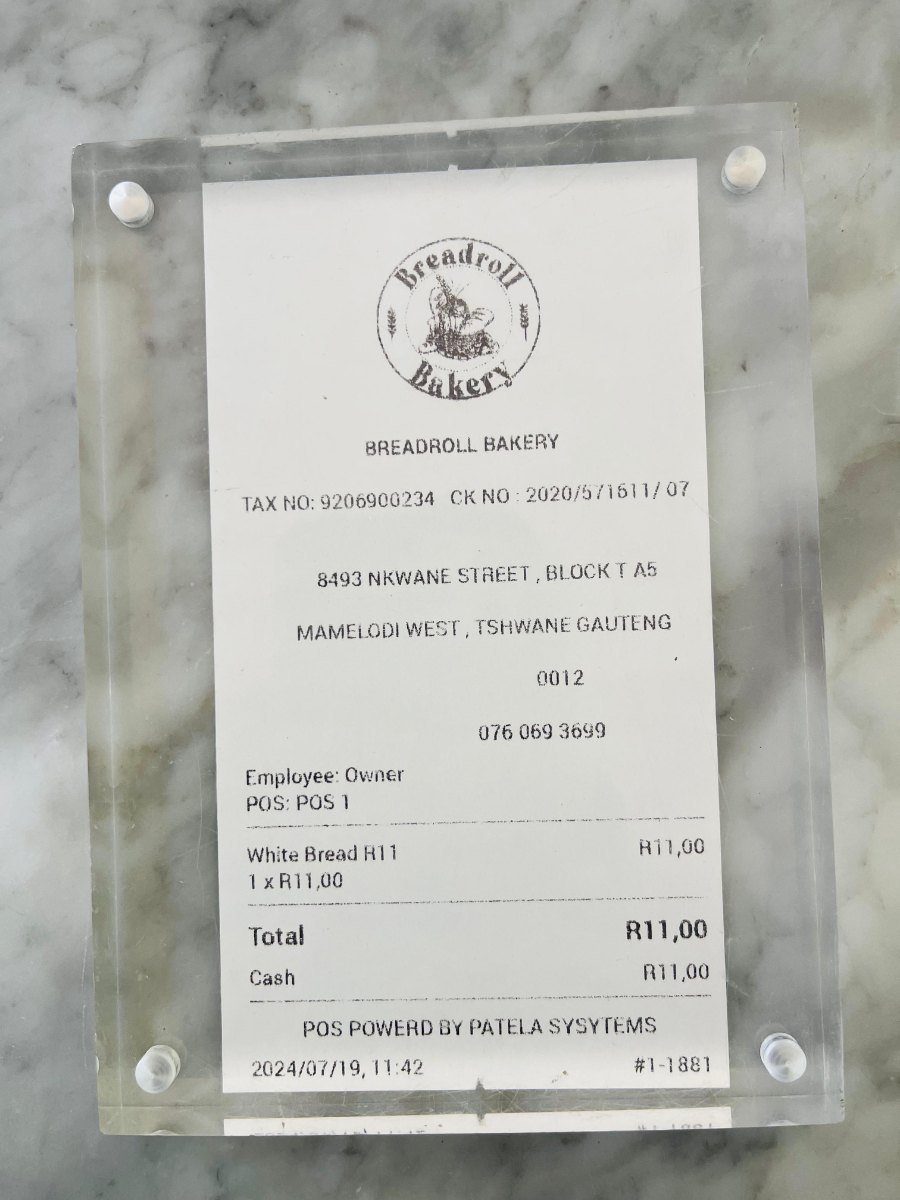 Breadroll
Bakery
BREADROLL BAKERY
TAX NO: 9206900234 CK NO : 2020/571611/ 07
8493 NKWANE STREET , BLOCK T A5
MAMELODI WEST , TSHWANE GAUTENG
0012
076 069 3699
Employee: Owner
POS: POS 1
White Bread R11 R11,00
1 x R11,00
Total R11,00
Cash R11,00
POS POWERD BY PATELA SYSYTEMS
2024/07/19, 11:42 #1-1881